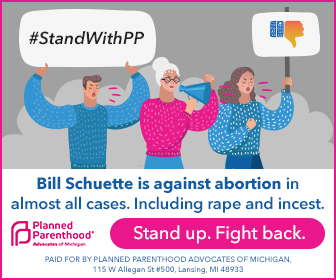 #StandWithPP
Bill Schuette is against abortion in
almost all cases. Including rape and incest.
Planned
Parenthood®
Advocates of Michigan
Stand up. Fight back.
PAID FOR BY PLANNED PARENTHOOD ADVOCATES OF MICHIGAN,
115 W Allegan St #500, Lansing, MI 48933